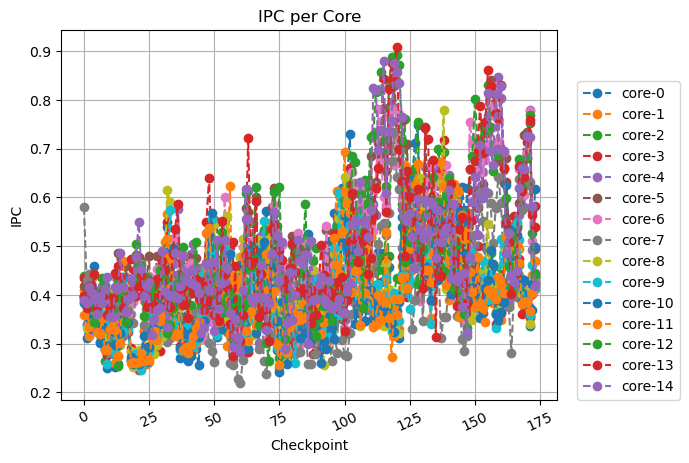 IPC per Core
IPC
0.9
0.8
0.7
0.6
0.5
0.4
0.3
0.2
0
25
50
75
100
125
150
175
Checkpoint
core-0
core-1
core-2
core-3
core-4
core-5
core-6
core-7
core-8
core-9
core-10
core-11
core-12
core-13
core-14